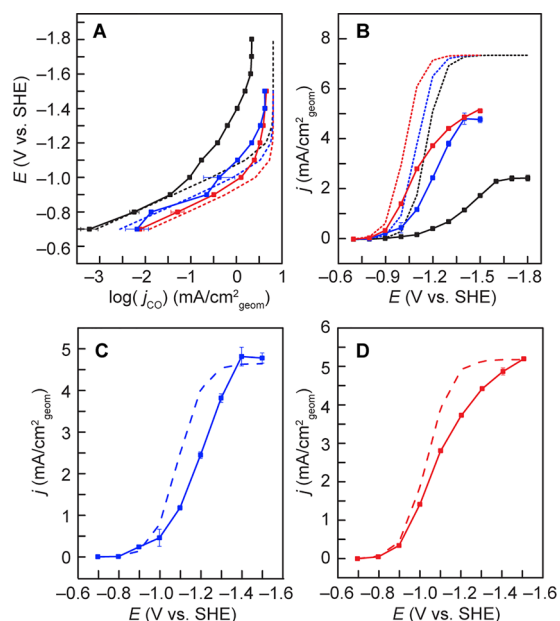 A
−1.8
−1.6
−1.4
−1.2
−1.0
−0.8
−0.6
E (V vs. SHE)
−3 −2 −1 0 1
log( jCO) (mA/cm²geom)
B
8
6
4
2
0
j (mA/cm²geom)
−0.6 −0.9 −1.2 −1.5 −1.8
E (V vs. SHE)
C
5
4
3
2
1
0
j (mA/cm²geom)
−0.6 −0.8 −1.0 −1.2 −1.4 −1.6
E (V vs. SHE)
D
6
5
4
3
2
1
0
j (mA/cm²geom)
−0.6 −0.8 −1.0 −1.2 −1.4 −1.6
E (V vs. SHE)